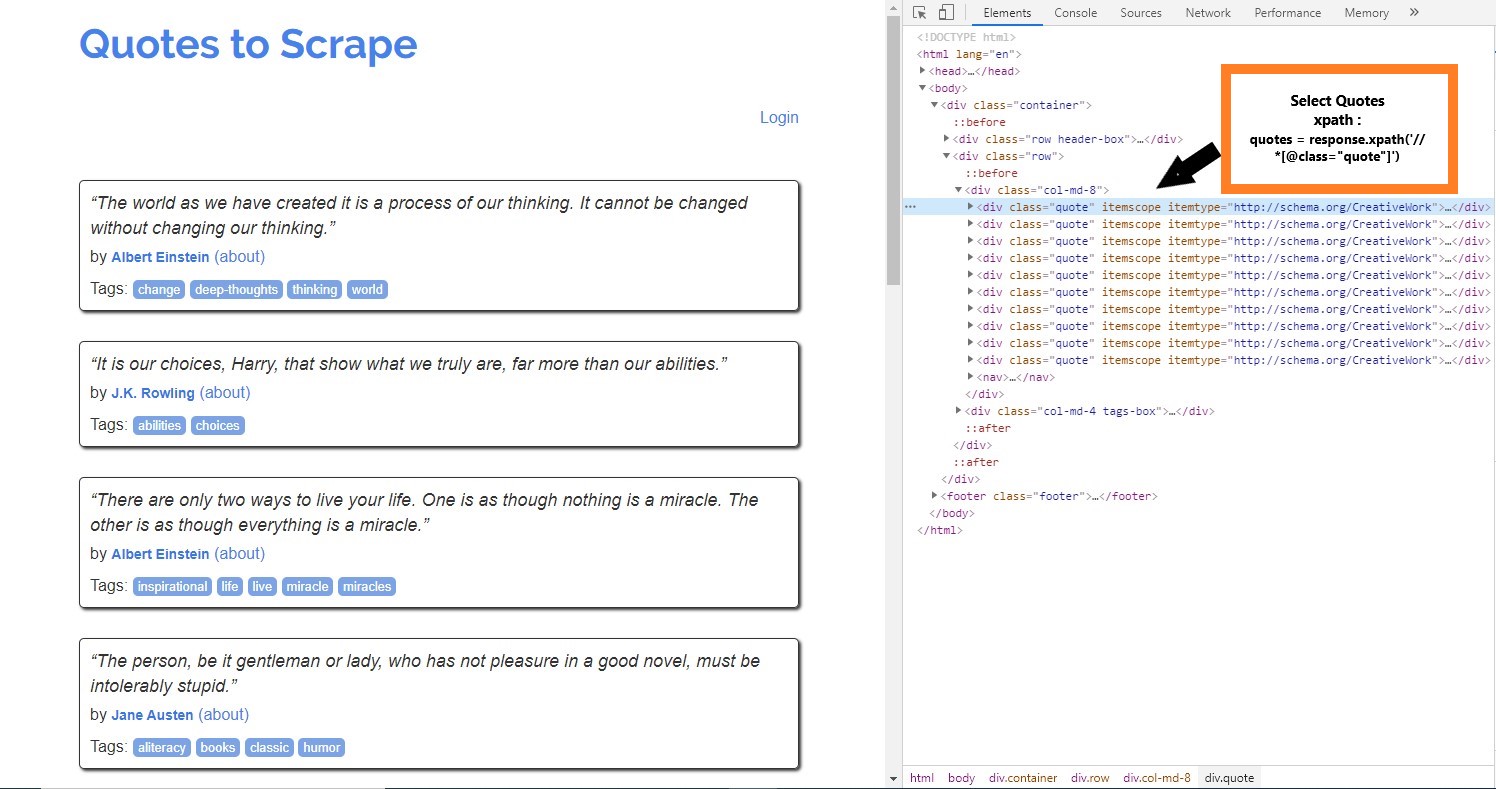 Quotes to Scrape
Login
“The world as we have created it is a process of our thinking. It cannot be changed
without changing our thinking.”
by Albert Einstein (about)
Tags: change deep-thoughts thinking world
“It is our choices, Harry, that show what we truly are, far more than our abilities.”
by J.K. Rowling (about)
Tags: abilities choices
“There are only two ways to live your life. One is as though nothing is a miracle. The
other is as though everything is a miracle.”
by Albert Einstein (about)
Tags: inspirational life live miracle miracles
“The person, be it gentleman or lady, who has not pleasure in a good novel, must be
intolerably stupid.”
by Jane Austen (about)
Tags: aliteracy books classic humor
Elements Console Sources Network Performance Memory »
<!DOCTYPE html>
<html lang="en">
<head>…</head>
<body>
<div class="container">
::before
<div class="row header-box">…</div>
<div class="row">
::before
<div class="col-md-8">
<div class="quote" itemscope itemtype="http://schema.org/CreativeWork">…</div>
<div class="quote" itemscope itemtype="http://schema.org/CreativeWork">…</div>
<div class="quote" itemscope itemtype="http://schema.org/CreativeWork">…</div>
<div class="quote" itemscope itemtype="http://schema.org/CreativeWork">…</div>
<div class="quote" itemscope itemtype="http://schema.org/CreativeWork">…</div>
<div class="quote" itemscope itemtype="http://schema.org/CreativeWork">…</div>
<div class="quote" itemscope itemtype="http://schema.org/CreativeWork">…</div>
<div class="quote" itemscope itemtype="http://schema.org/CreativeWork">…</div>
<div class="quote" itemscope itemtype="http://schema.org/CreativeWork">…</div>
<div class="quote" itemscope itemtype="http://schema.org/CreativeWork">…</div>
<nav>…</nav>
</div>
<div class="col-md-4 tags-box">…</div>
::after
</div>
::after
</div>
<footer class="footer">…</footer>
</body>
</html>
Select Quotes
xpath :
quotes = response.xpath('//
*[@class="quote"]')
html body div.container div.row div.col-md-8 div.quote